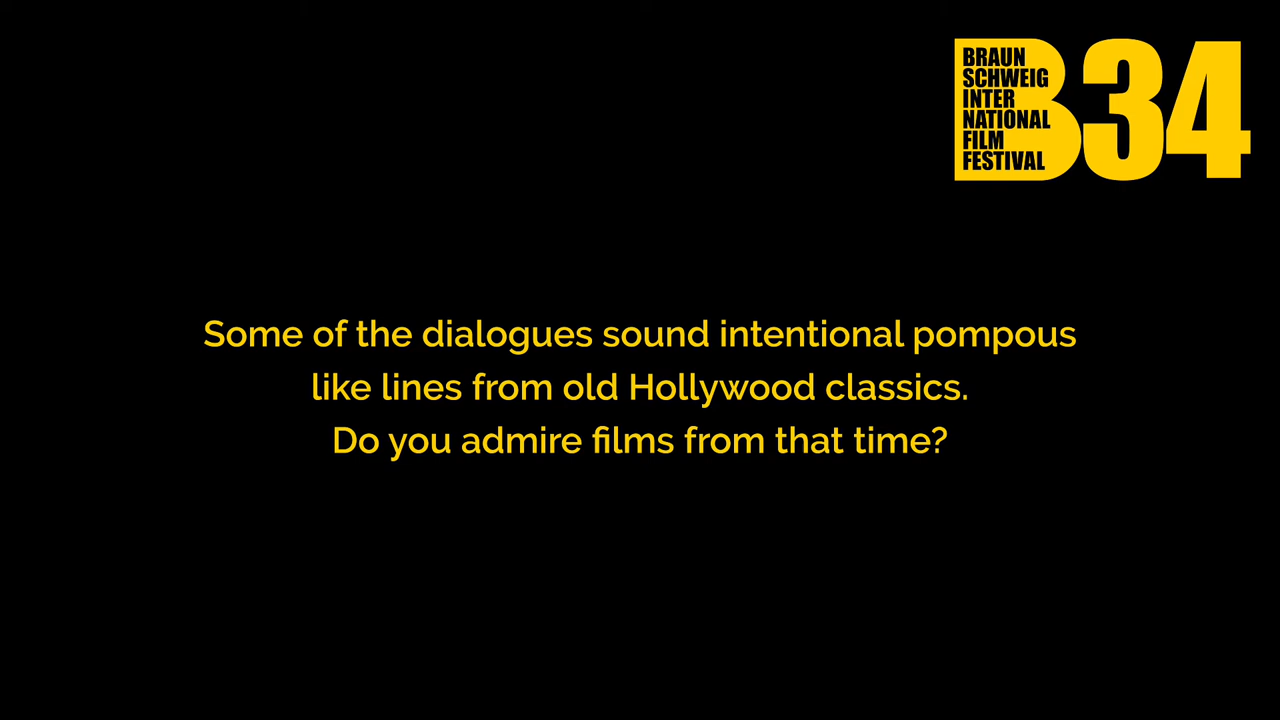 BRAUN
SCHWEIG
INTER
NATIONAL
FILM
FESTIVAL
B34
Some of the dialogues sound intentional pompous
like lines from old Hollywood classics.
Do you admire films from that time?